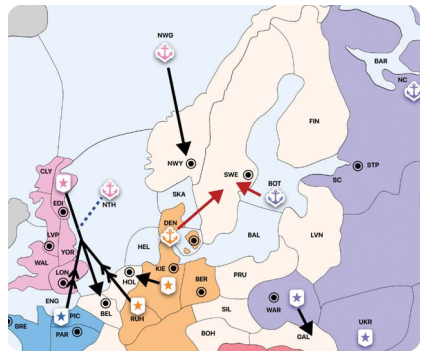 NWG
BAR
NC
FIN
NWY
SWE
STP
CLY
BOT
SC
NTH
SKA
EDI
DEN
LVP
YOR
HEL
BAL
LVN
WAL
KIE
PRU
LON
HOL
BER
ENG
PIC
BEL
RUH
SIL
WAR
UKR
BRE
PAR
BOH
GAL